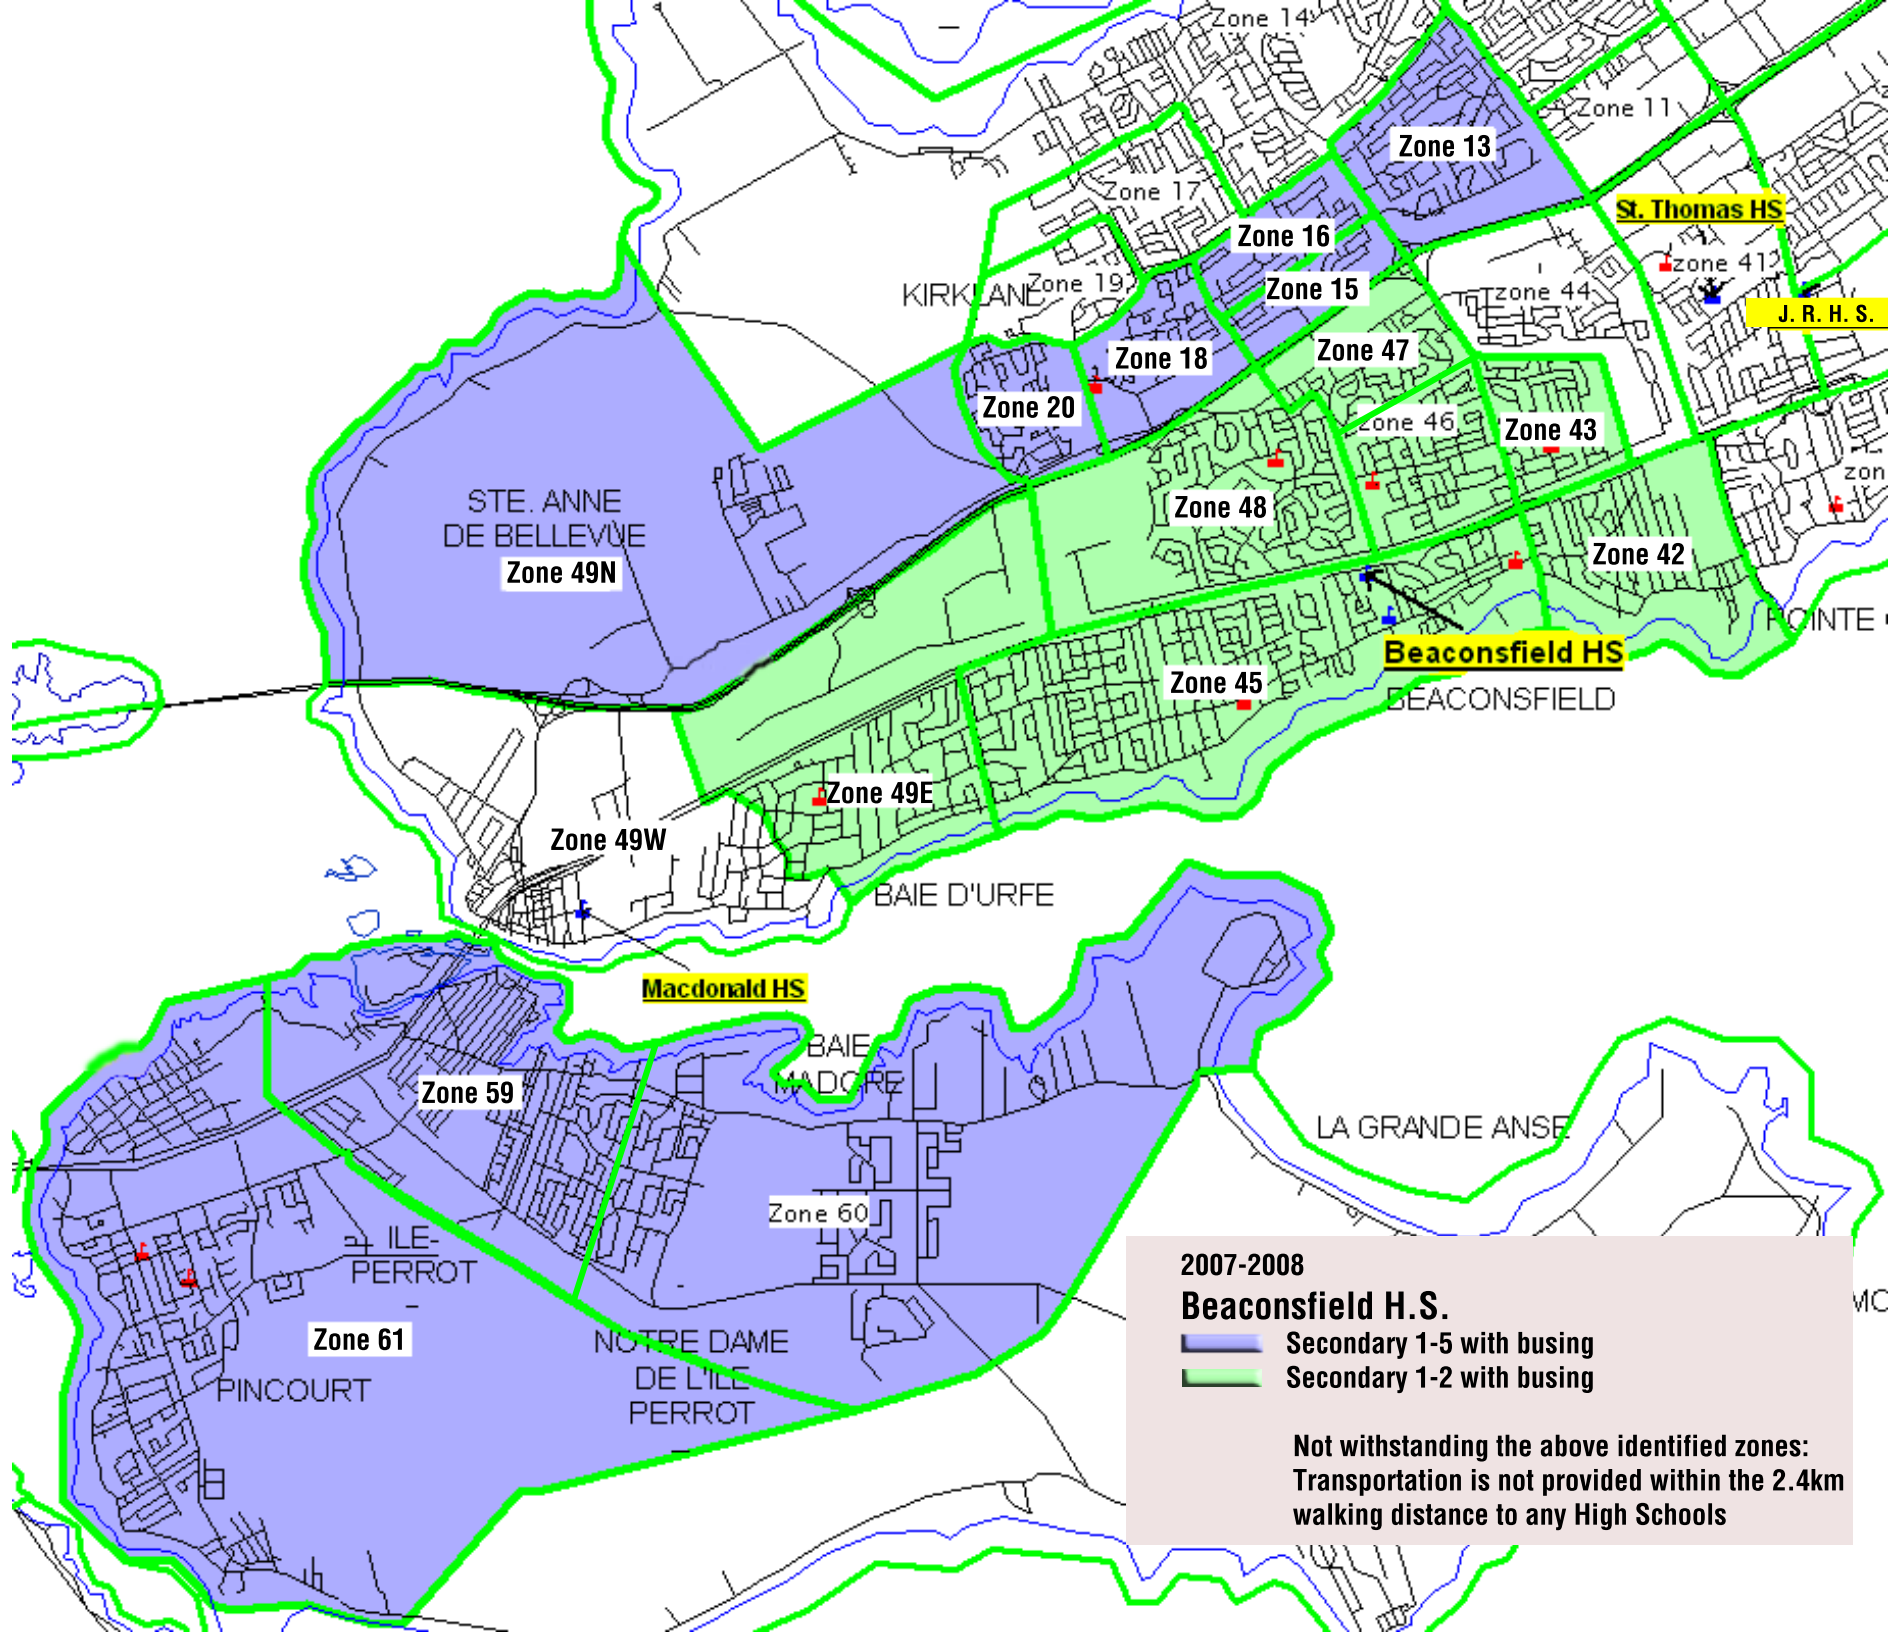 Zone 14
Zone 11
Zone 13
Zone 17
St. Thomas HS
Zone 16
zone 41
KIRKLAND
Zone 19
Zone 15
zone 44
J. R. H. S.
Zone 47
Zone 18
Zone 20
Zone 46
Zone 43
zon
STE. ANNE
DE BELLEVUE
Zone 49N
Zone 48
Zone 42
POINTE
Beaconsfield HS
BEACONSFIELD
Zone 45
Zone 49E
Zone 49W
BAIE D'URFE
Macdonald HS
BAIE
MADORE
Zone 59
LA GRANDE ANSE
Zone 60
ILE-
PERROT
Zone 61
NOTRE DAME
DE L'ILE
PERROT
PINCOURT
2007-2008
Beaconsfield H.S.
Secondary 1-5 with busing
Secondary 1-2 with busing
Not withstanding the above identified zones:
Transportation is not provided within the 2.4km
walking distance to any High Schools